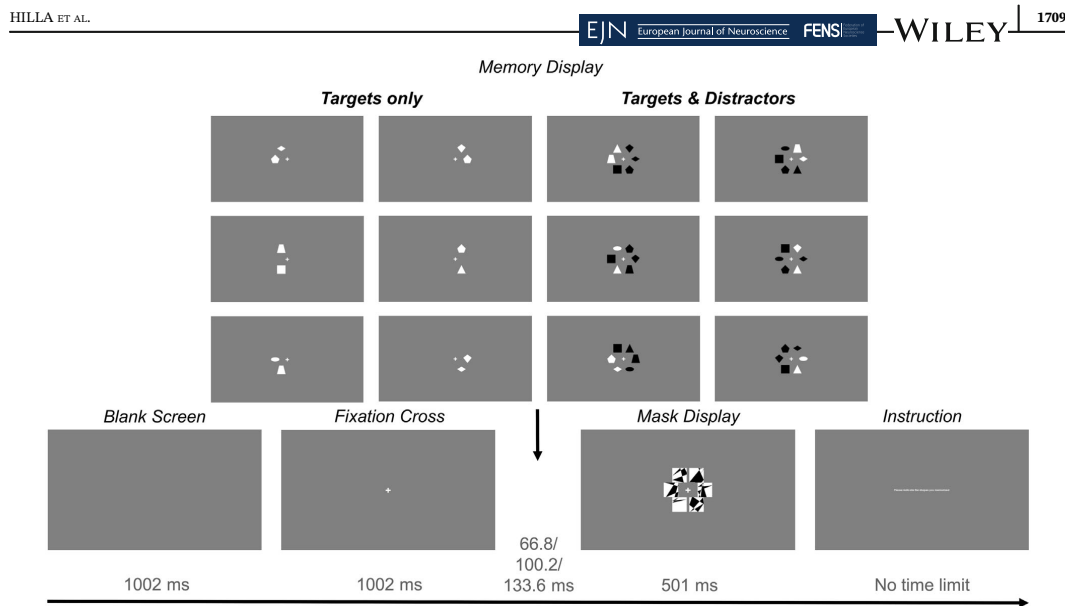 HILLA ET AL.
EJN European Journal of Neuroscience FENS
WILEY
1709
Memory Display
Targets only
Targets & Distractors
Blank Screen
Fixation Cross
Mask Display
Instruction
66.8/
100.2/
133.6 ms
1002 ms
1002 ms
501 ms
No time limit